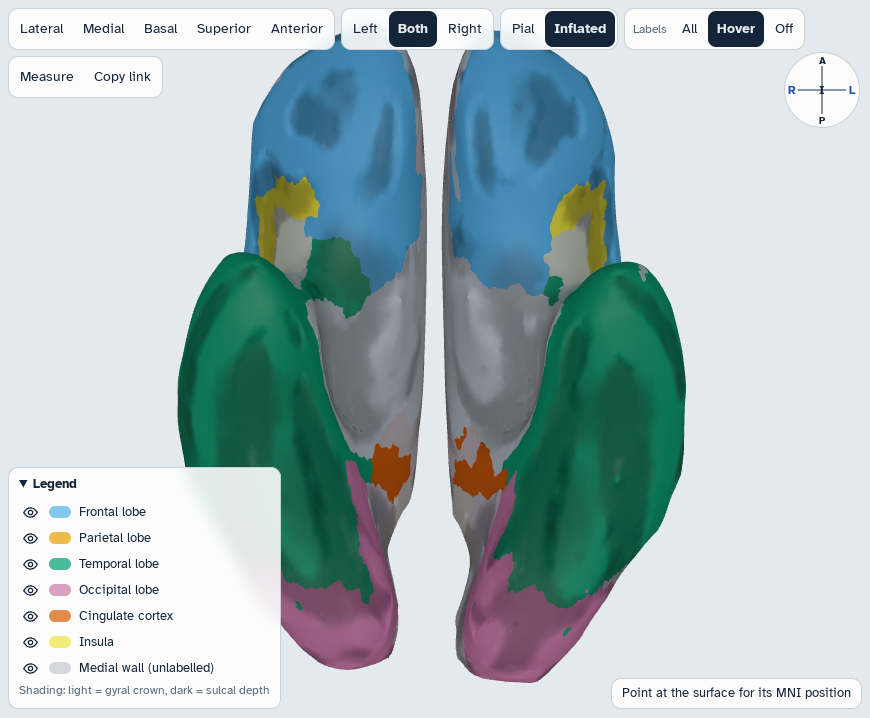 Lateral Medial Basal Superior Anterior Left Both Right Pial Inflated Labels All Hover Off
Measure Copy link
A
R I L
P
▼ Legend
Frontal lobe
Parietal lobe
Temporal lobe
Occipital lobe
Cingulate cortex
Insula
Medial wall (unlabelled)
Shading: light = gyral crown, dark = sulcal depth
Point at the surface for its MNI position